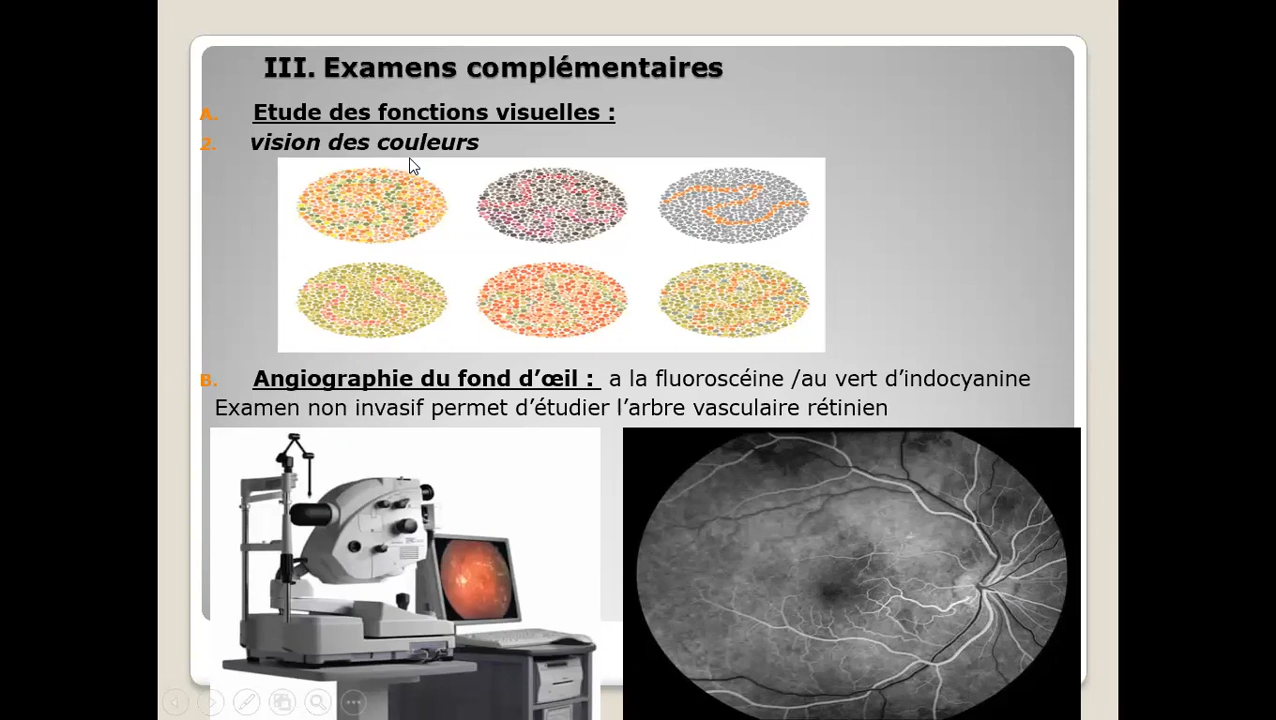 III. Examens complémentaires
A. Etude des fonctions visuelles :
2. vision des couleurs
B. Angiographie du fond d’œil : a la fluoroscéine /au vert d’indocyanine
Examen non invasif permet d’étudier l’arbre vasculaire rétinien